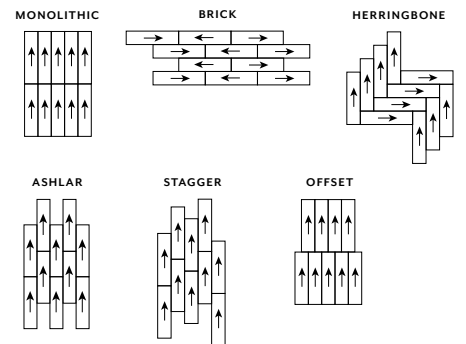 MONOLITHIC
BRICK
HERRINGBONE
ASHLAR
STAGGER
OFFSET